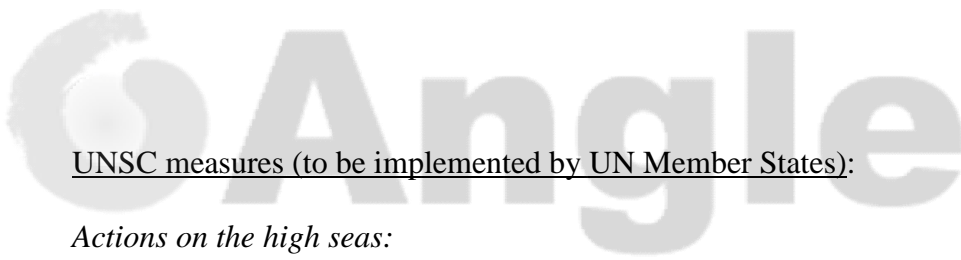 Angle
UNSC measures (to be implemented by UN Member States):
Actions on the high seas: